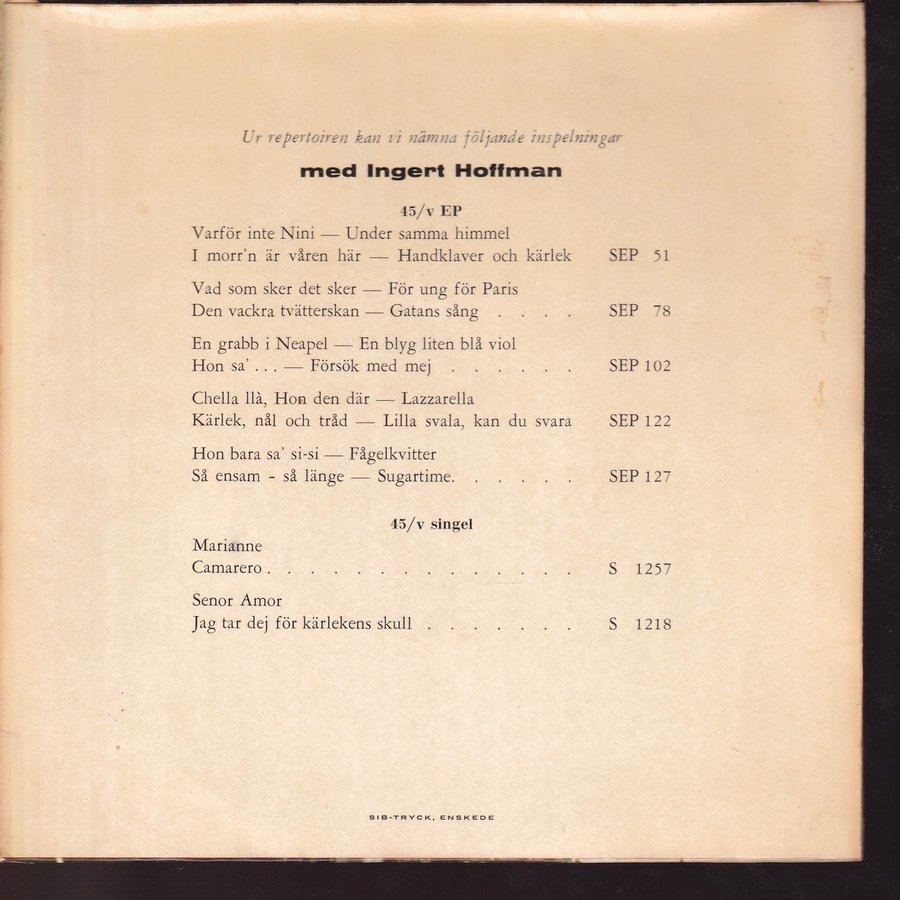 Ur repertoiren kan vi nämna följande inspelningar
med Ingert Hoffman
45/v EP
Varför inte Nini — Under samma himmel
I morr'n är våren här — Handklaver och kärlek SEP 51
Vad som sker det sker — För ung för Paris
Den vackra tvätterskan — Gatans sång . . . . SEP 78
En grabb i Neapel — En blyg liten blå viol
Hon sa' . . . — Försök med mej . . . . . . SEP 102
Chella llà, Hon den där — Lazzarella
Kärlek, nål och tråd — Lilla svala, kan du svara SEP 122
Hon bara sa' si-si — Fågelkvitter
Så ensam - så länge — Sugartime. . . . . . SEP 127
45/v singel
Marianne
Camarero . . . . . . . . . . . . . . . S 1257
Senor Amor
Jag tar dej för kärlekens skull . . . . . . . S 1218
SIB-TRYCK, ENSKEDE